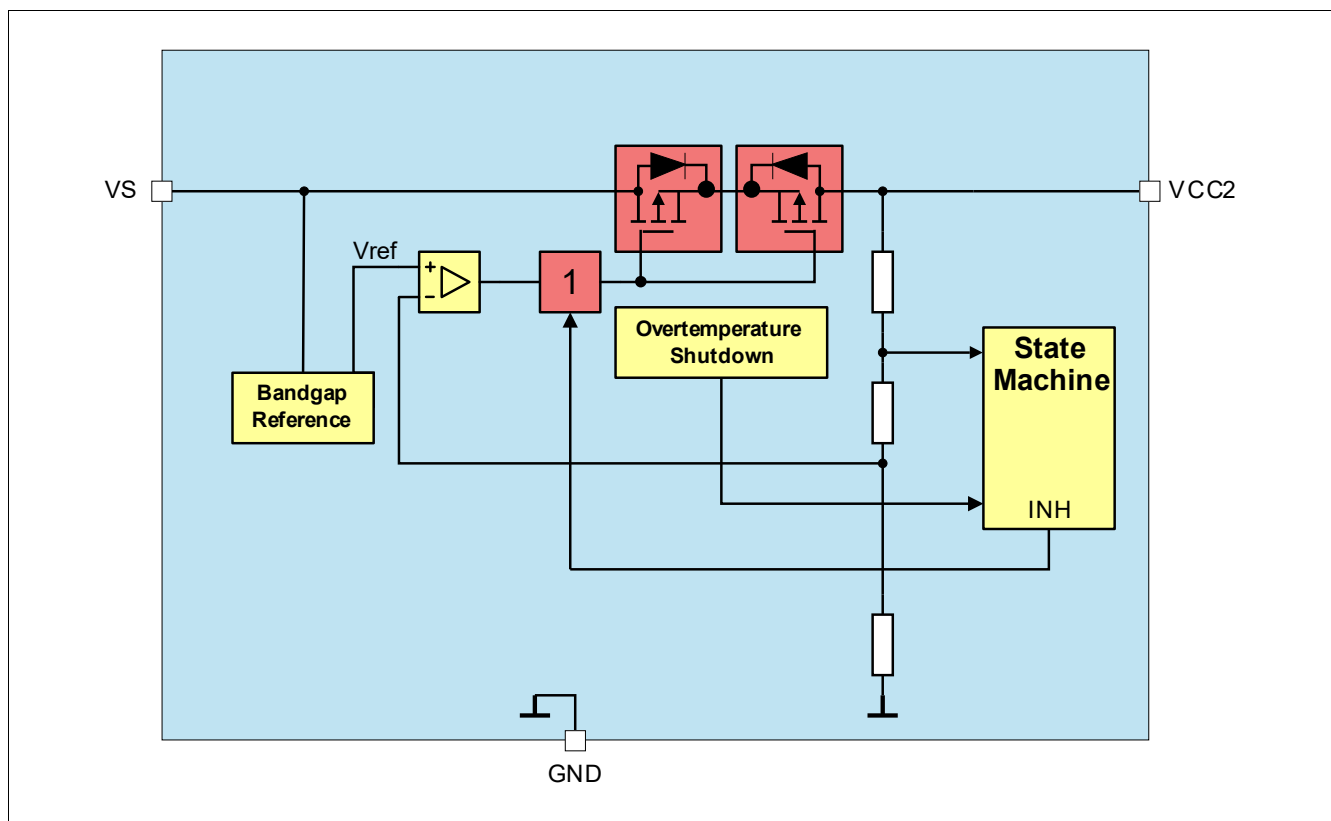 VS
VCC2
Vref
+
-
1
Overtemperature
Shutdown
State
Machine
Bandgap
Reference
INH
GND